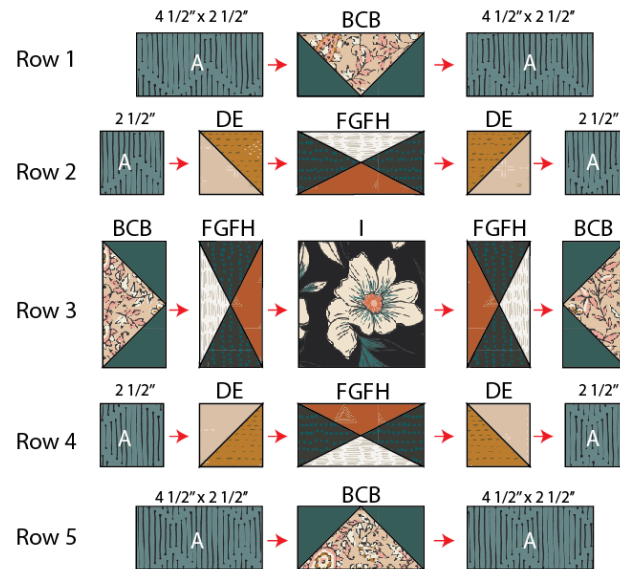 4 1/2” x 2 1/2” BCB 4 1/2” x 2 1/2”
Row 1 A A
2 1/2” DE FGFH DE 2 1/2”
Row 2 A A
BCB FGFH I FGFH BCB
Row 3
2 1/2” DE FGFH DE 2 1/2”
Row 4 A A
4 1/2” x 2 1/2” BCB 4 1/2” x 2 1/2”
Row 5 A A